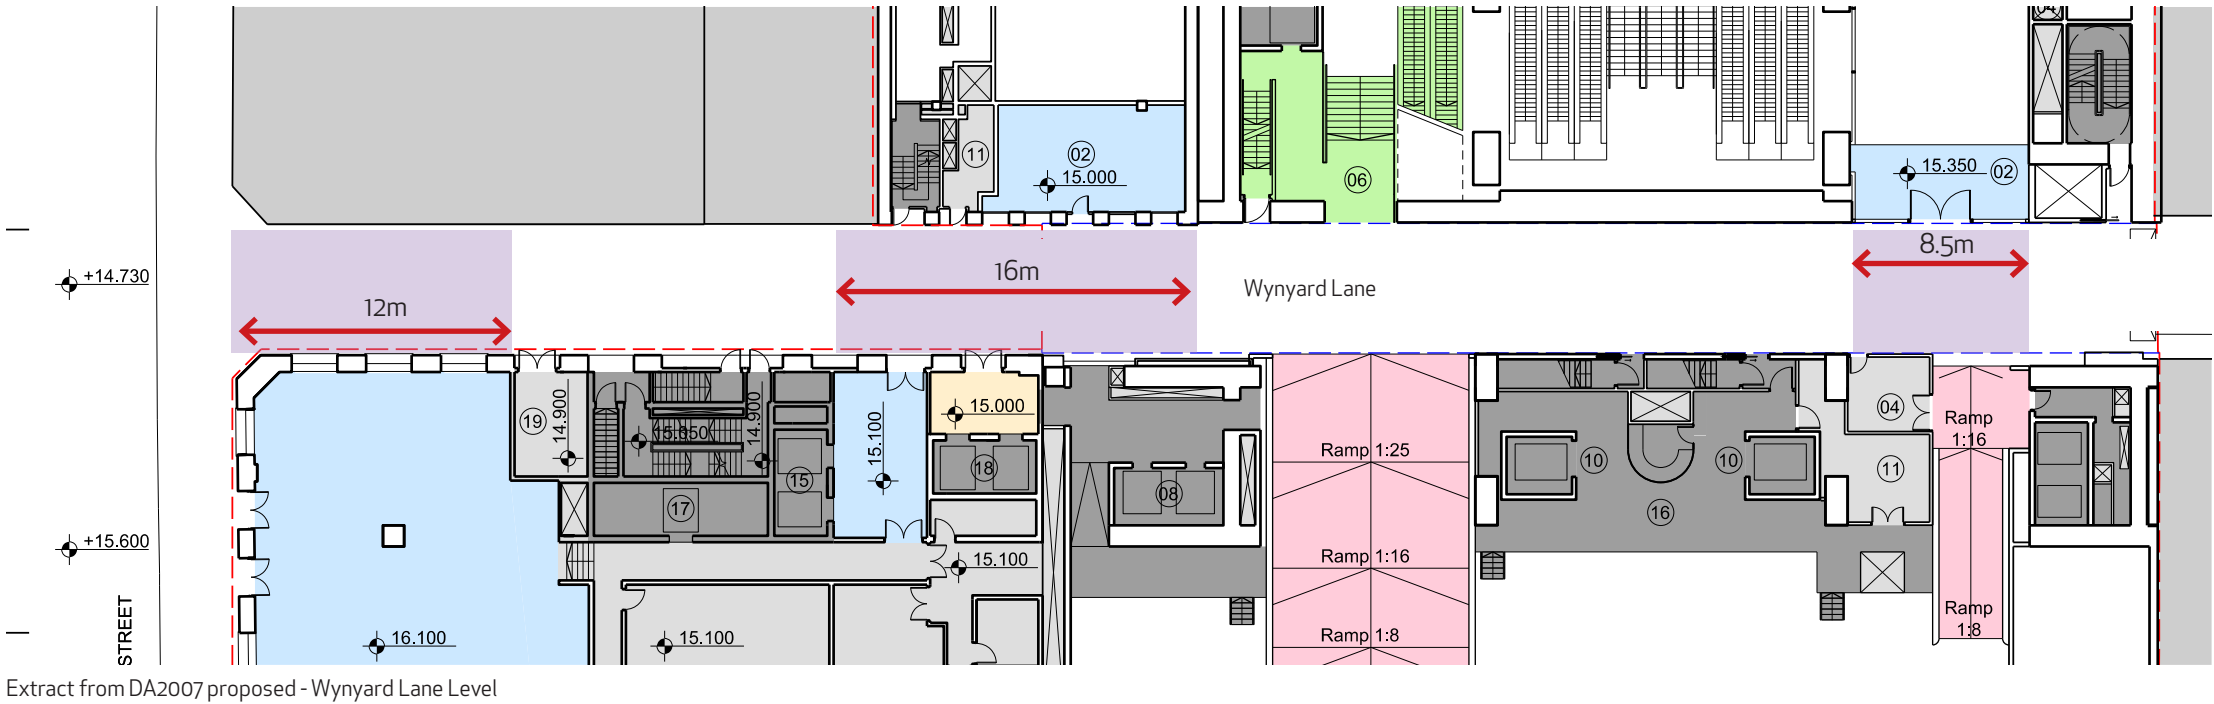 04
11
02
15.000
06
15.350
02
+14.730
12m
16m
Wynyard Lane
8.5m
19
14.900
15.350
14.900
15
17
15.100
15.000
18
08
Ramp 1:25
Ramp 1:16
Ramp 1:8
10
10
16
04
11
Ramp
1:16
Ramp
1:8
+15.600
15.100
STREET
16.100
15.100
Extract from DA2007 proposed - Wynyard Lane Level